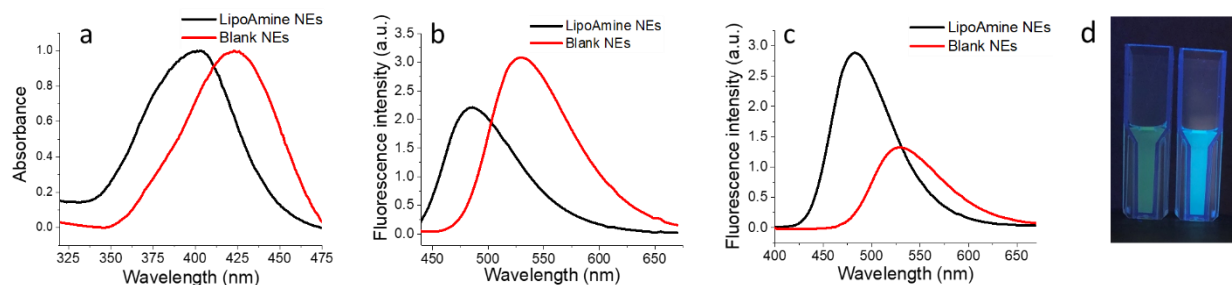 a
LipoAmine NEs
Blank NEs
Absorbance
1.0
0.8
0.6
0.4
0.2
0.0
325 350 375 400 425 450 475
Wavelength (nm)
b
LipoAmine NEs
Blank NEs
Fluorescence intensity (a.u.)
3.5
3.0
2.5
2.0
1.5
1.0
0.5
0.0
450 500 550 600 650
Wavelength (nm)
c
LipoAmine NEs
Blank NEs
Fluorescence intensity (a.u.)
3.0
2.5
2.0
1.5
1.0
0.5
0.0
400 450 500 550 600 650
Wavelength (nm)
d